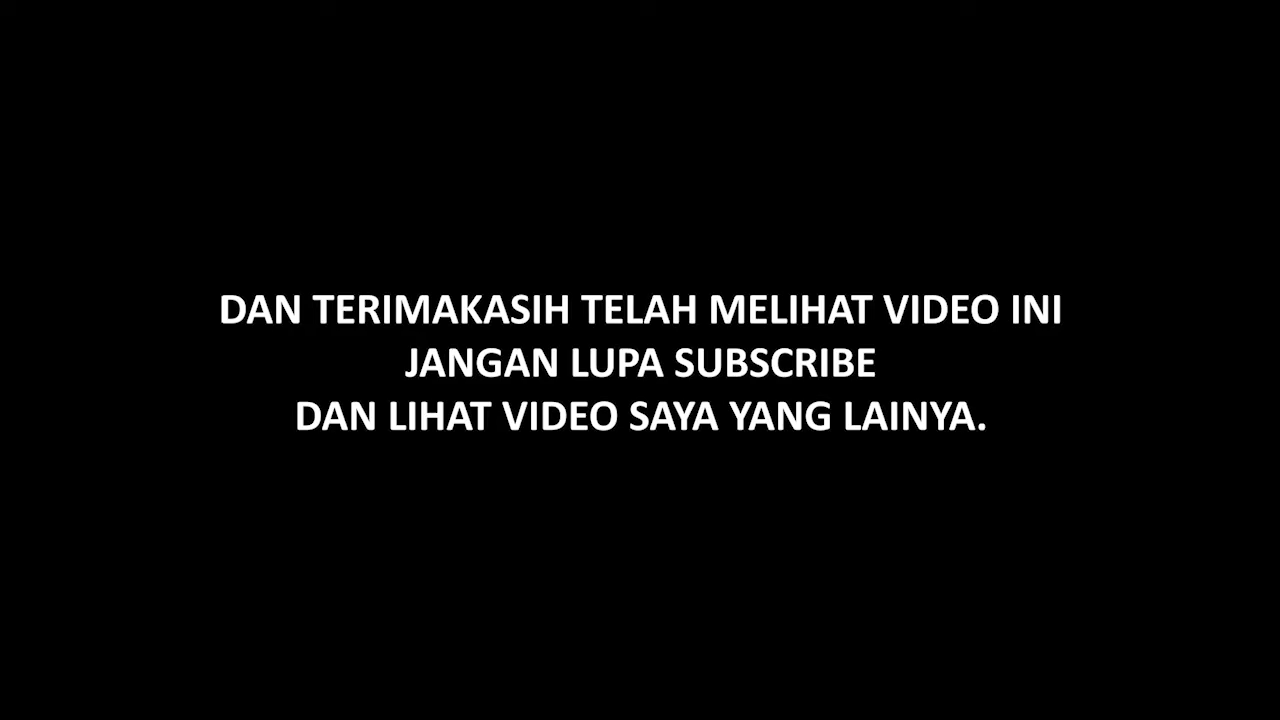 DAN TERIMAKASIH TELAH MELIHAT VIDEO INI
JANGAN LUPA SUBSCRIBE
DAN LIHAT VIDEO SAYA YANG LAINYA.